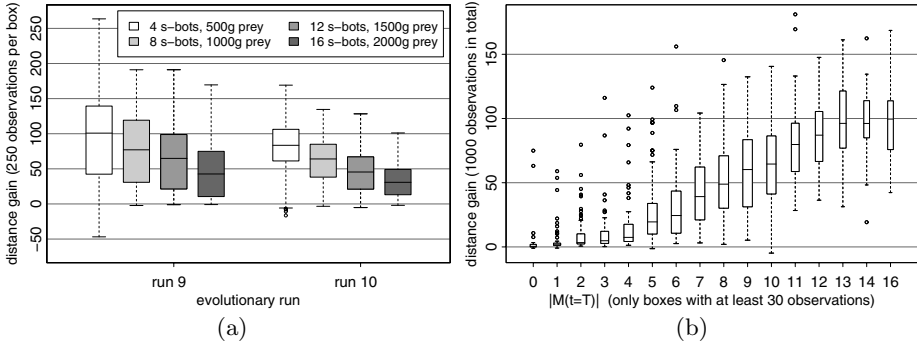 distance gain (250 observations per box)
250
200
150
100
50
0
−50
4 s−bots, 500g prey
8 s−bots, 1000g prey
12 s−bots, 1500g prey
16 s−bots, 2000g prey
run 9
run 10
evolutionary run
(a)
distance gain (1000 observations in total)
150
100
50
0
0 1 2 3 4 5 6 7 8 9 10 11 12 13 14 16
|M(t=T)| (only boxes with at least 30 observations)
(b)